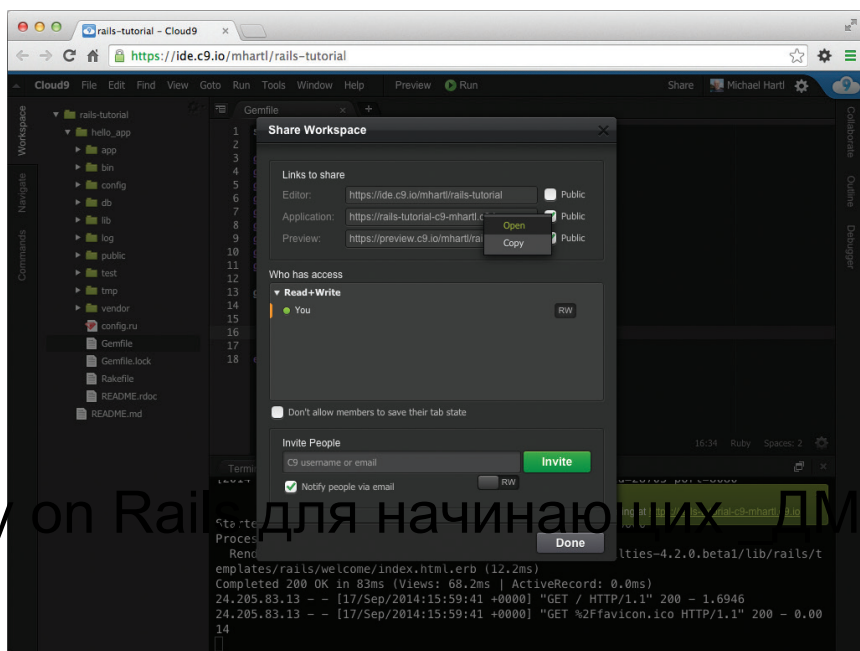 rails-tutorial – Cloud9
https://ide.c9.io/mhartl/rails-tutorial
Cloud9 File Edit Find View Goto Run Tools Window Help Preview Run Share Michael Hartl
Workspace
Navigate
Commands
rails-tutorial
hello_app
app
bin
config
db
lib
log
public
test
tmp
vendor
config.ru
Gemfile
Gemfile.lock
Rakefile
README.rdoc
README.md
Gemfile
1
2
3
4
5
6
7
8
9
10
11
12
13
14
15
16
17
18
Share Workspace
Links to share
Editor: https://ide.c9.io/mhartl/rails-tutorial Public
Application: https://rails-tutorial-c9-mhartl.c Public
Preview: https://preview.c9.io/mhartl/rai Public
Open
Copy
Who has access
Read+Write
You RW
Don't allow members to save their tab state
Invite People
C9 username or email Invite
Notify people via email RW
Done
Collaborate
Outline
Debugger
16:34 Ruby Spaces: 2
Termi
on Rails для начинающих _ДМ
Starte
Proces
Rend lties-4.2.0.beta1/lib/rails/t
emplates/rails/welcome/index.html.erb (12.2ms)
Completed 200 OK in 83ms (Views: 68.2ms | ActiveRecord: 0.0ms)
24.205.83.13 - - [17/Sep/2014:15:59:41 +0000] "GET / HTTP/1.1" 200 - 1.6946
24.205.83.13 - - [17/Sep/2014:15:59:41 +0000] "GET %2Ffavicon.ico HTTP/1.1" 200 - 0.00
14